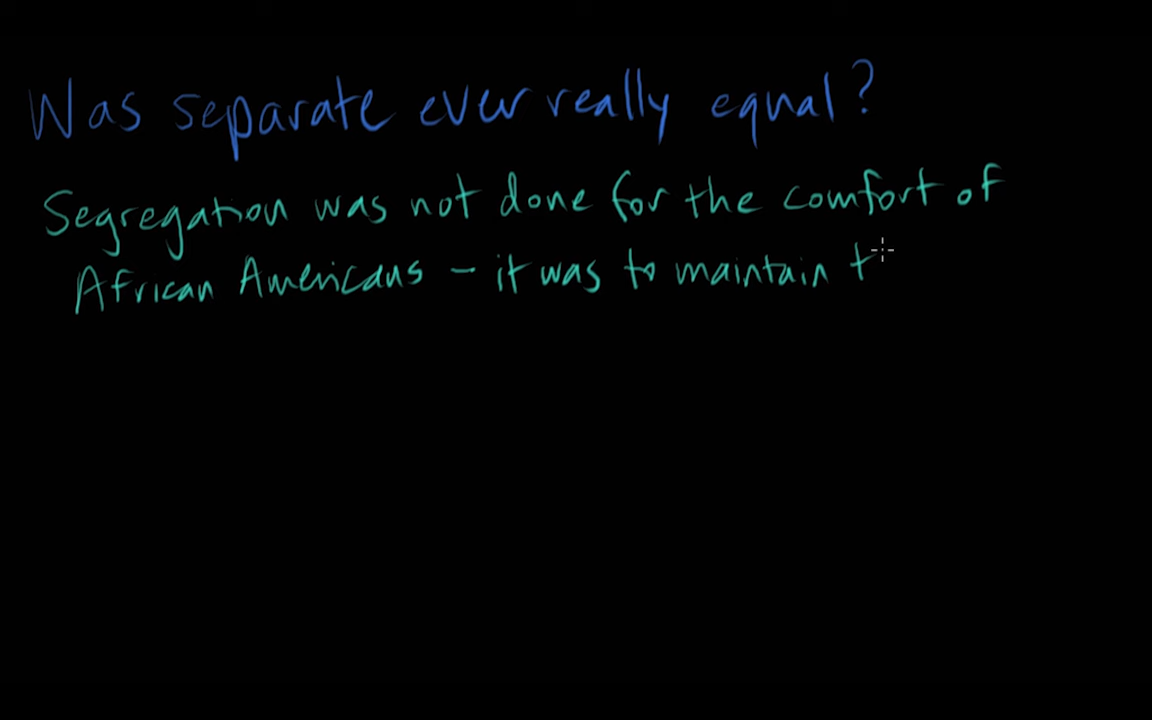 Was separate ever really equal?
Segregation was not done for the comfort of
African Americans - it was to maintain t